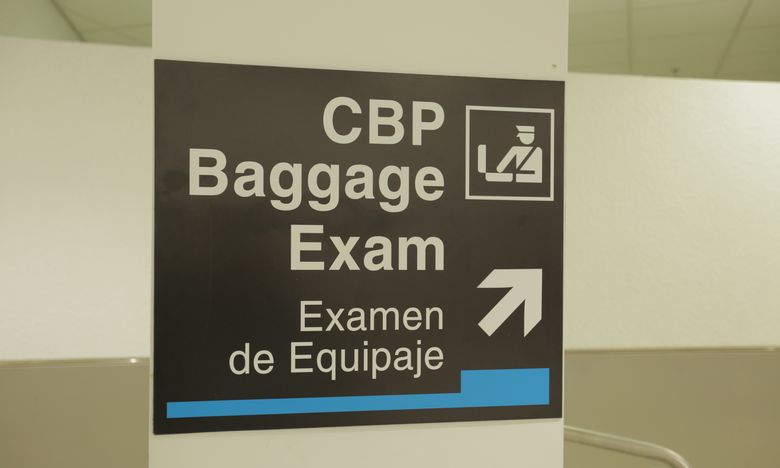 CBP
Baggage
Exam
Examen
de Equipaje